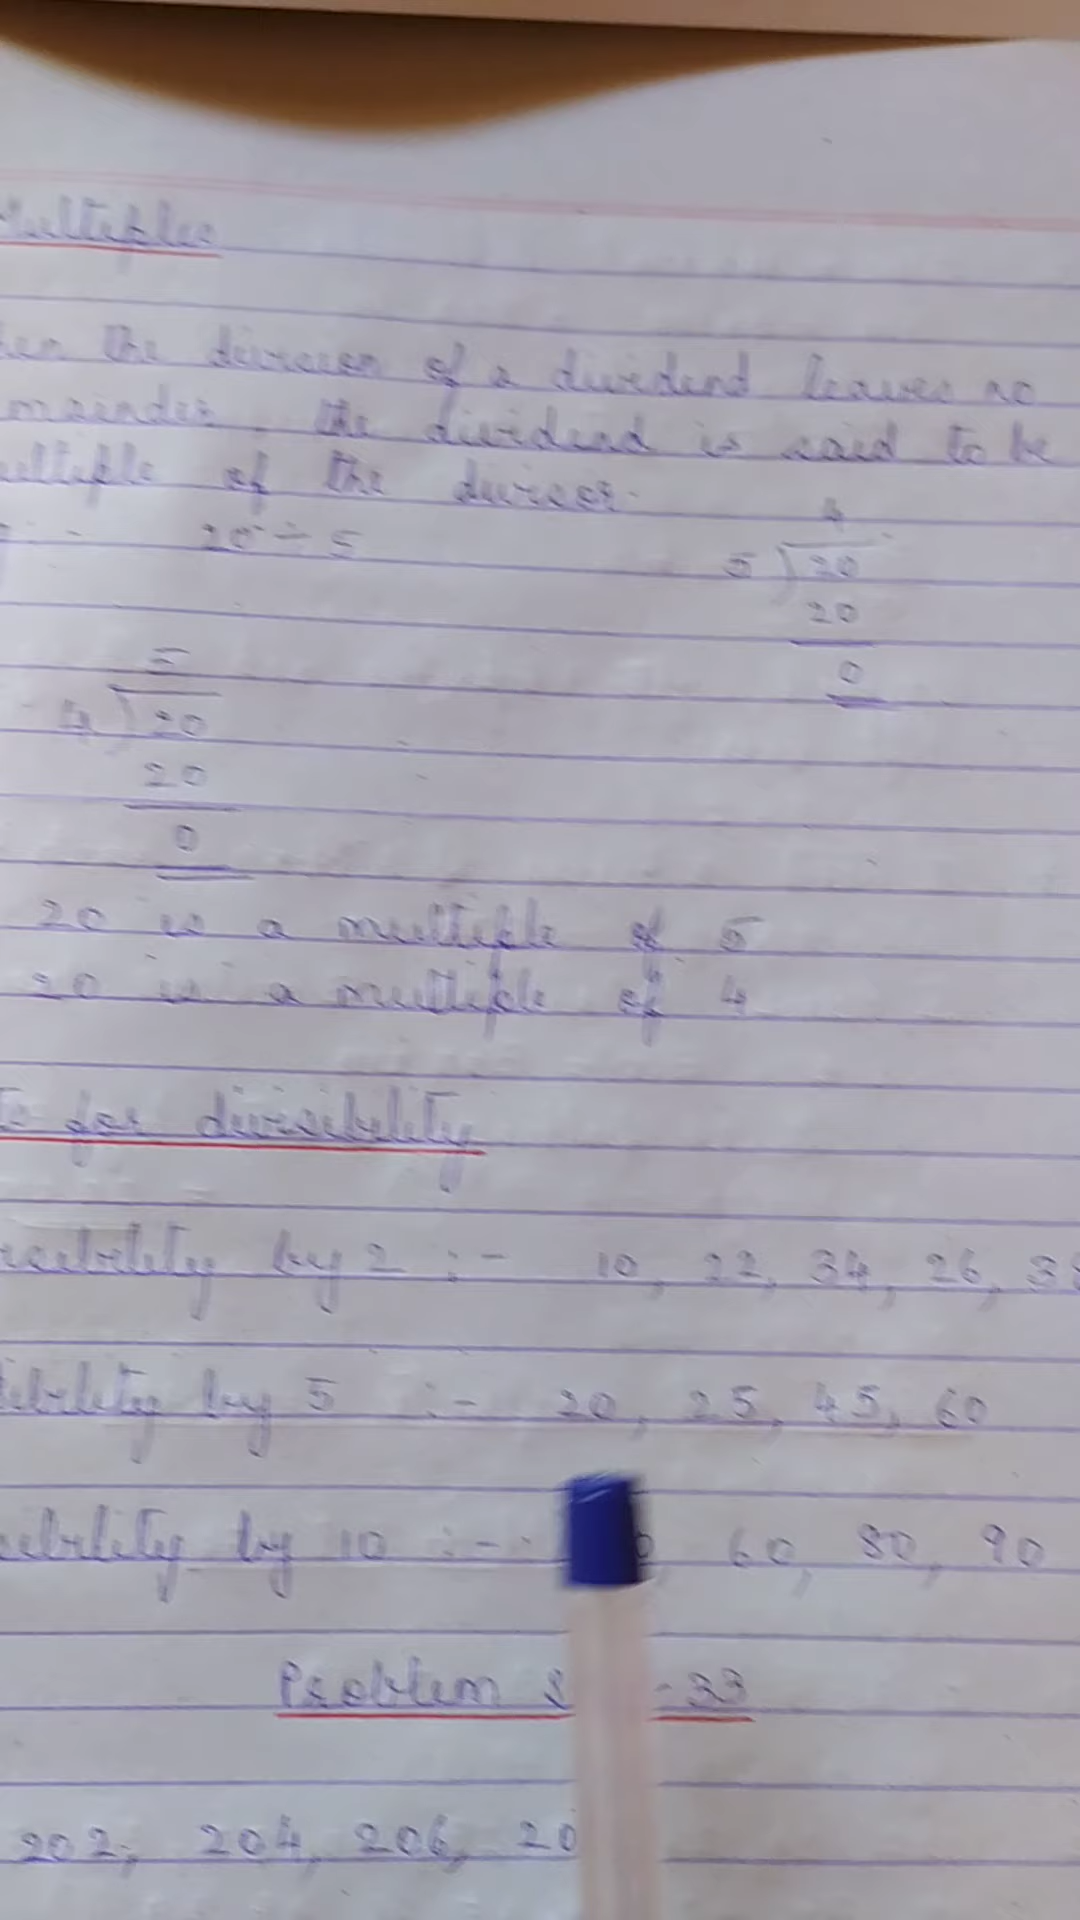 Multiples
the division of a dividend leaves no
the dividend is said to be
of the divisor.
20 ÷ 5
4
5 ) 20
20
0
5
4 ) 20
20
0
20 is a multiple of 5
20 is a multiple of 4
for divisibility
by 2 :- 10, 22, 34, 26,
by 5 :- 20, 25, 45, 60
by 10 :- 60, 80, 90
Problem - 33
202, 204, 206,